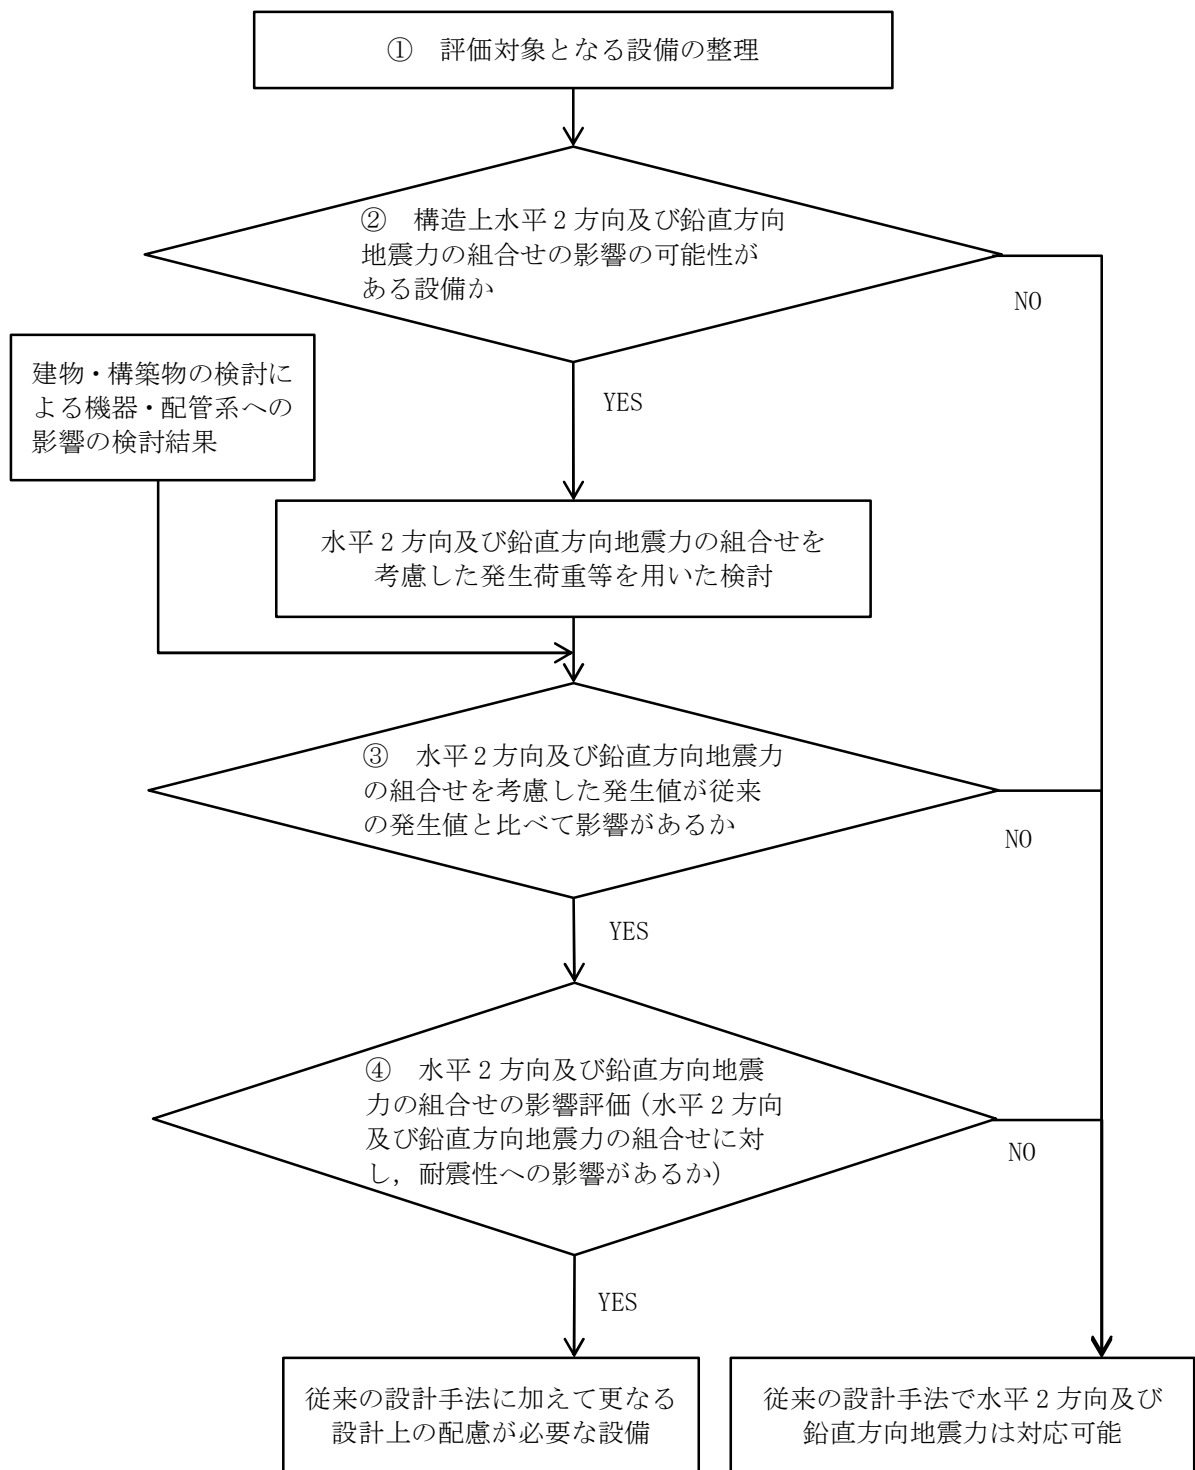 ① 評価対象となる設備の整理
② 構造上水平２方向及び鉛直方向
地震力の組合せの影響の可能性が
ある設備か
NO
建物・構築物の検討に
よる機器・配管系への
影響の検討結果
YES
水平２方向及び鉛直方向地震力の組合せを
考慮した発生荷重等を用いた検討
③ 水平２方向及び鉛直方向地震力
の組合せを考慮した発生値が従来
の発生値と比べて影響があるか
NO
YES
④ 水平２方向及び鉛直方向地震
力の組合せの影響評価（水平２方向
及び鉛直方向地震力の組合せに対
し，耐震性への影響があるか）
NO
YES
従来の設計手法に加えて更なる
設計上の配慮が必要な設備
従来の設計手法で水平２方向及び
鉛直方向地震力は対応可能